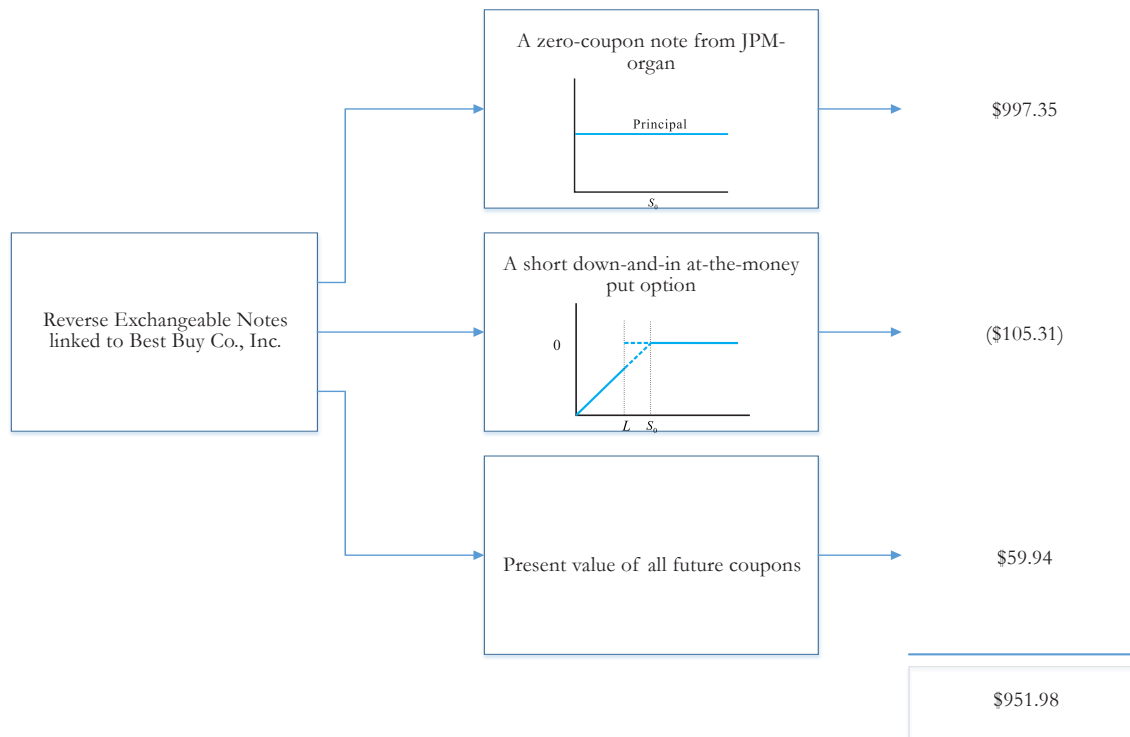 A zero-coupon note from JPM-
organ
Principal
S₀
$997.35
Reverse Exchangeable Notes
linked to Best Buy Co., Inc.
A short down-and-in at-the-money
put option
0
L S₀
($105.31)
Present value of all future coupons
$59.94
$951.98